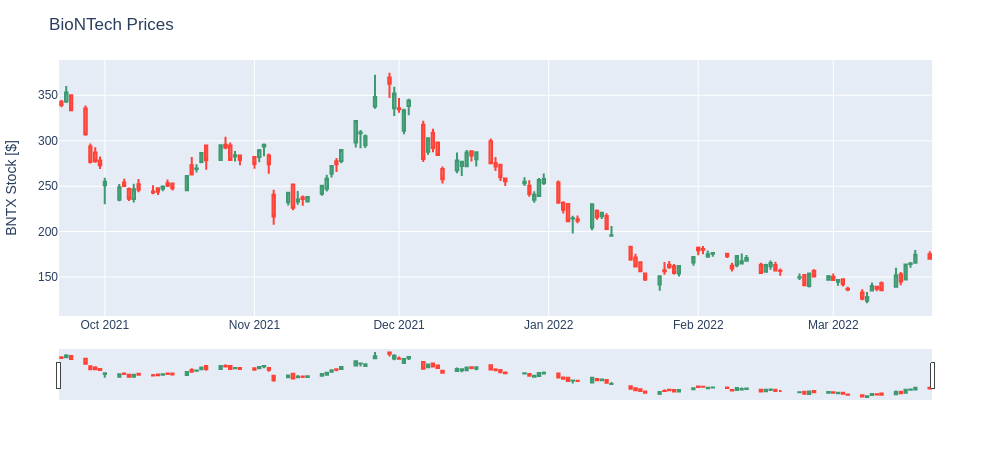 BioNTech Prices
BNTX Stock [$]
350
300
250
200
150
Oct 2021
Nov 2021
Dec 2021
Jan 2022
Feb 2022
Mar 2022